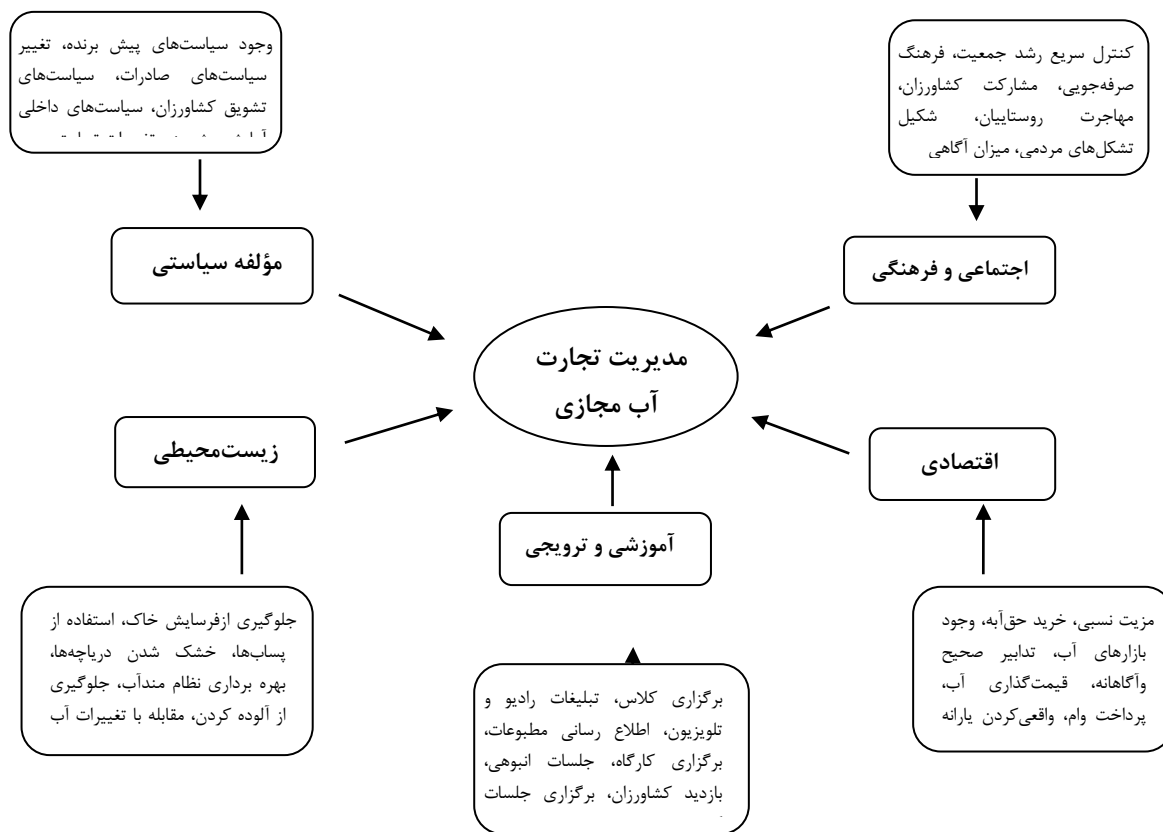 وجود سیاست‌های پیش برنده، تغییر
سیاست‌های صادرات، سیاست‌های
تشویق کشاورزان، سیاست‌های داخلی
کنترل سریع رشد جمعیت، فرهنگ
صرفه‌جویی، مشارکت کشاورزان،
مهاجرت روستاییان، شکیل
تشکل‌های مردمی، میزان آگاهی
مؤلفه سیاستی
اجتماعی و فرهنگی
مدیریت تجارت
آب مجازی
زیست‌محیطی
اقتصادی
آموزشی و ترویجی
جلوگیری ازفرسایش خاک، استفاده از
پساب‌ها، خشک شدن دریاچه‌ها،
بهره برداری نظام مندآب، جلوگیری
از آلوده کردن، مقابله با تغییرات آب
مزیت نسبی، خرید حق‌آبه، وجود
بازارهای آب، تدابیر صحیح
وآگاهانه، قیمت‌گذاری آب،
پرداخت وام، واقعی‌کردن یارانه
برگزاری کلاس، تبلیغات رادیو و
تلویزیون، اطلاع رسانی مطبوعات،
برگزاری کارگاه، جلسات انبوهی،
بازدید کشاورزان، برگزاری جلسات